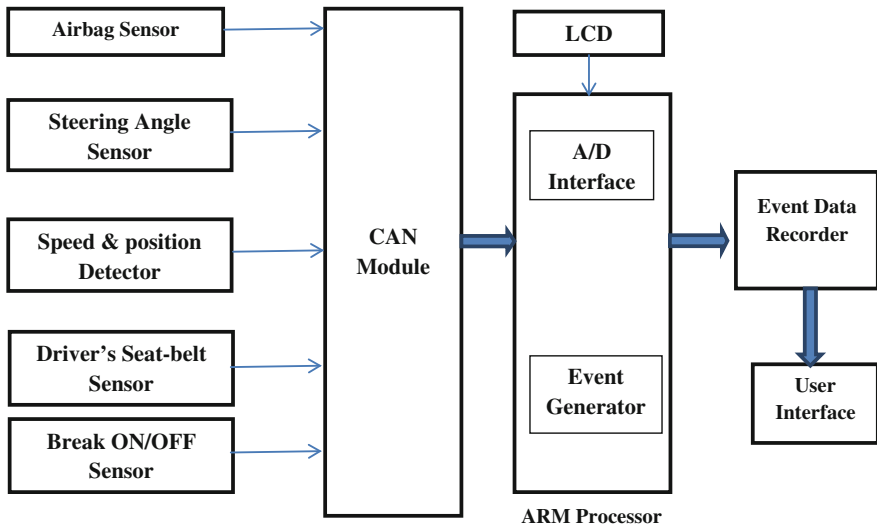 Airbag Sensor
Steering Angle
Sensor
Speed & position
Detector
Driver's Seat-belt
Sensor
Break ON/OFF
Sensor
CAN
Module
LCD
A/D
Interface
Event
Generator
ARM Processor
Event Data
Recorder
User
Interface